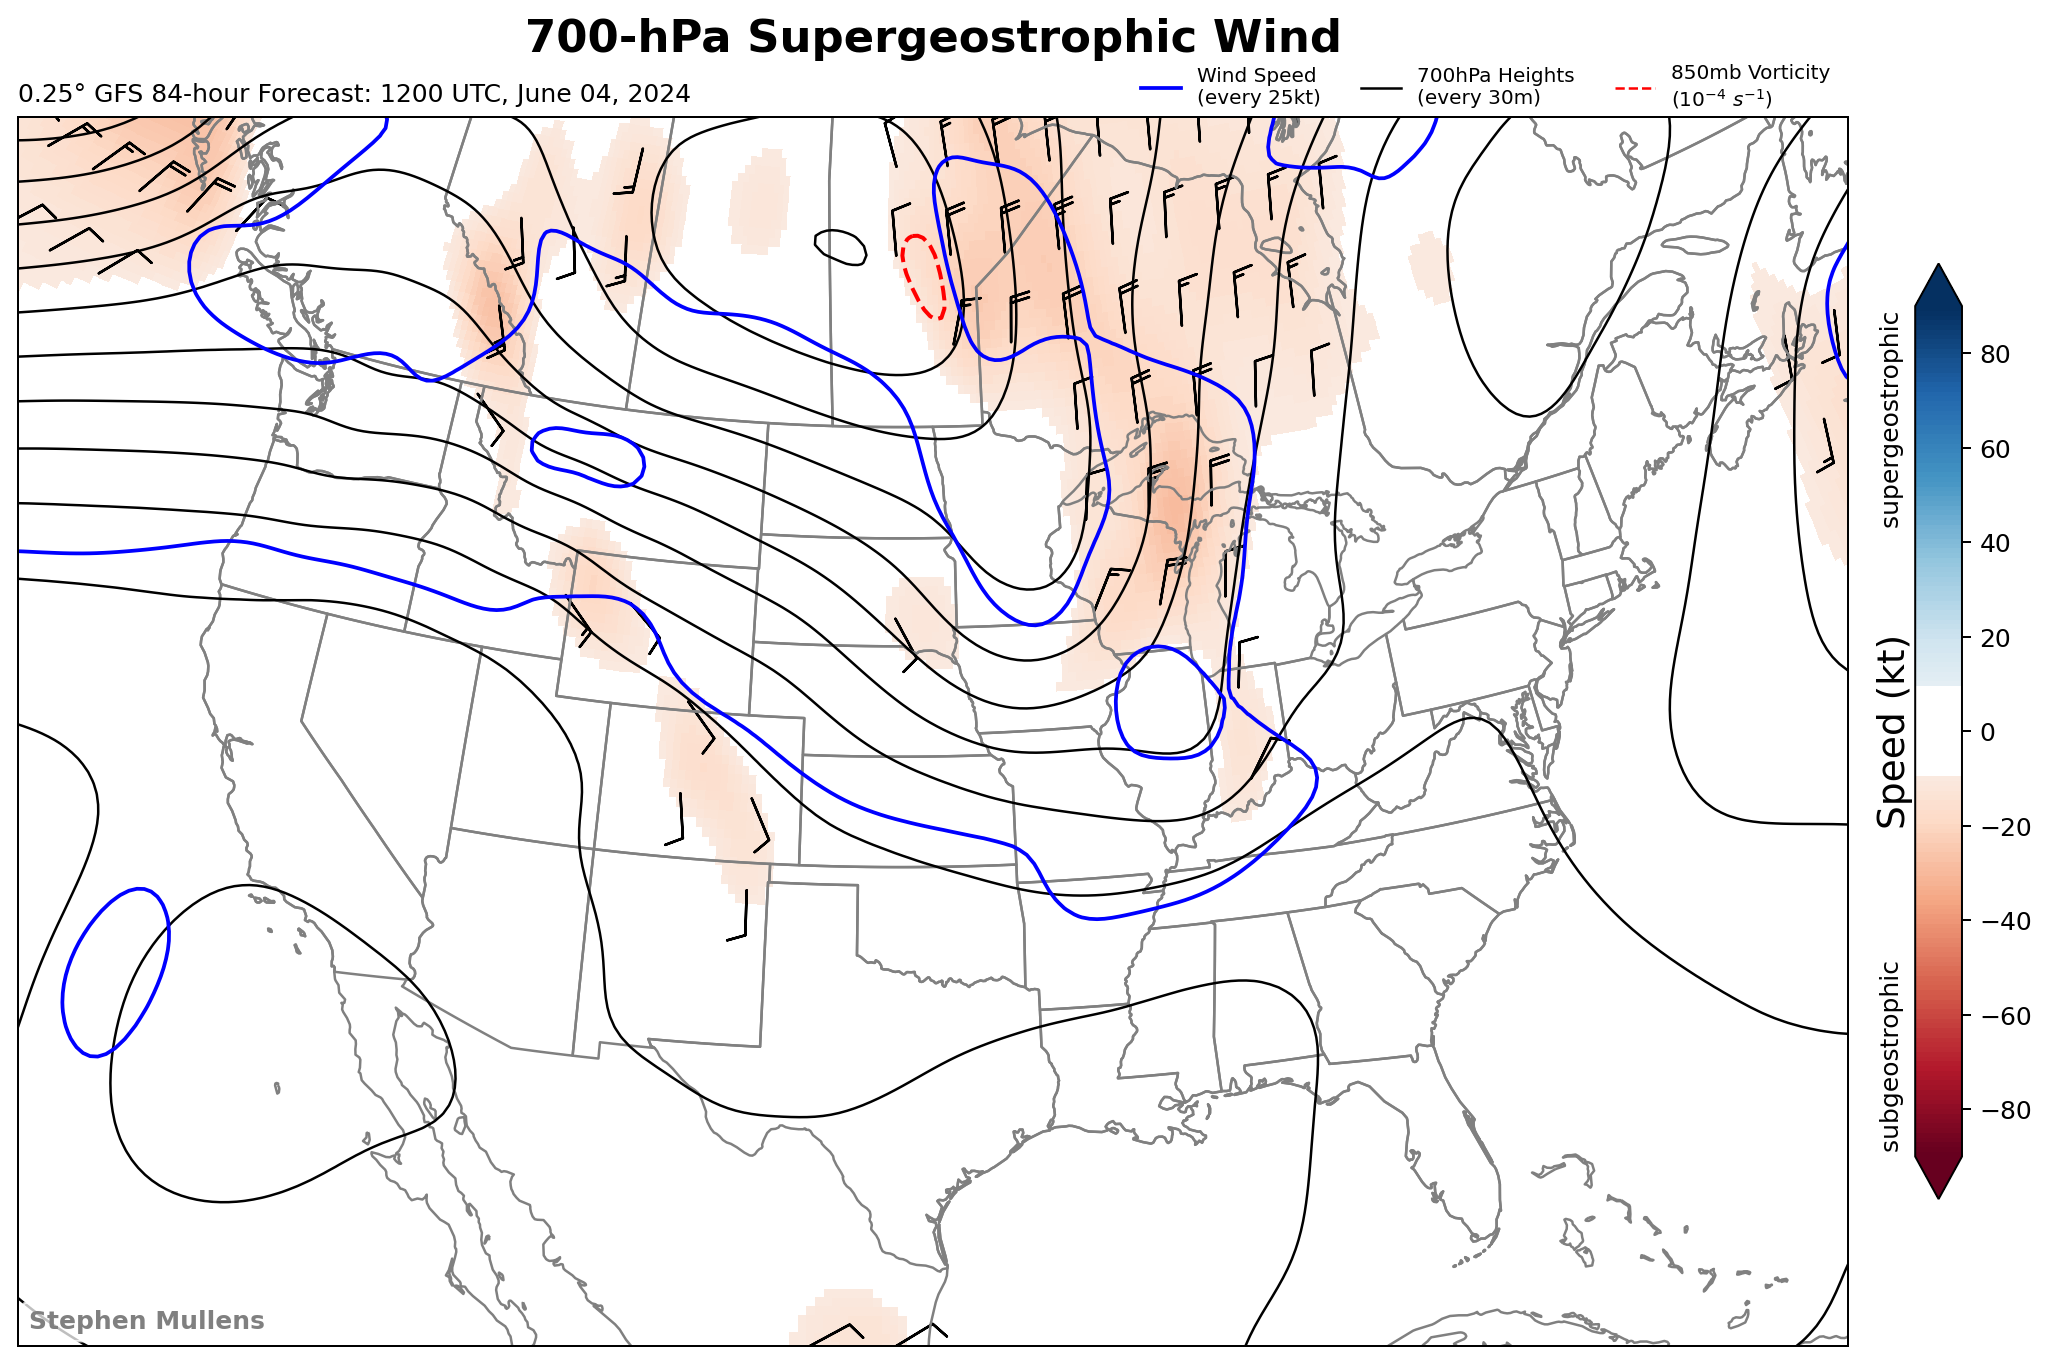 700-hPa Supergeostrophic Wind
0.25° GFS 84-hour Forecast: 1200 UTC, June 04, 2024
Wind Speed
(every 25kt)
700hPa Heights
(every 30m)
850mb Vorticity
(10⁻⁴ s⁻¹)
supergeostrophic
Speed (kt)
subgeostrophic
80
60
40
20
0
−20
−40
−60
−80
Stephen Mullens